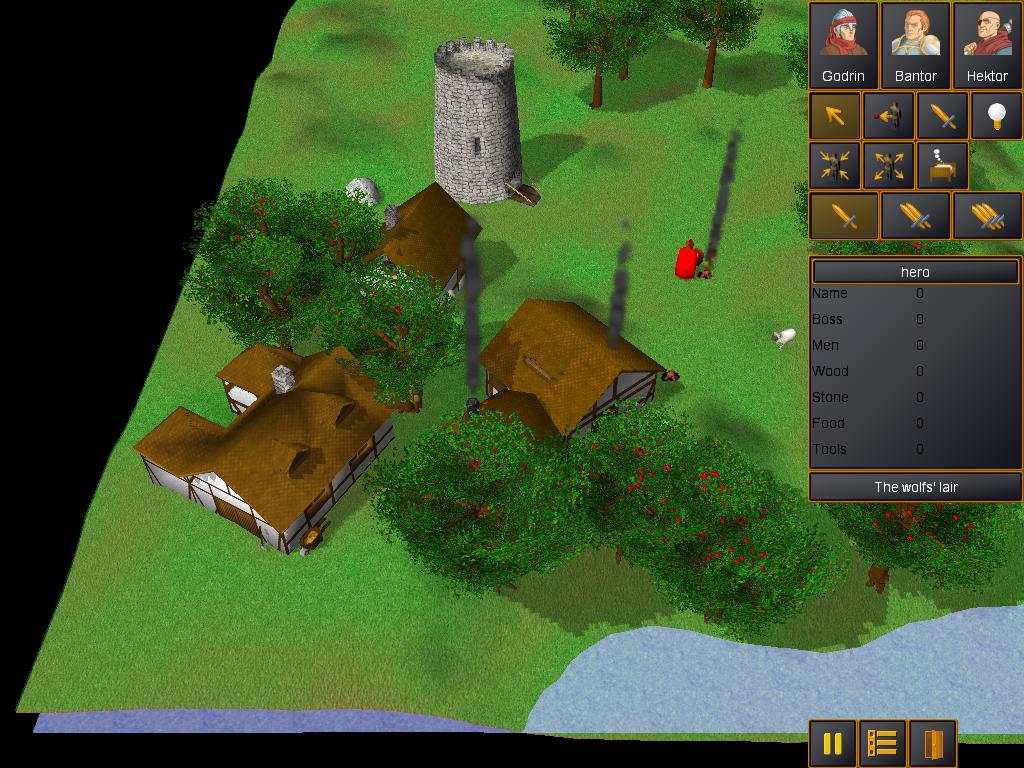 Godrin Bantor Hektor
hero
Name 0
Boss 0
Men 0
Wood 0
Stone 0
Food 0
Tools 0
The wolfs' lair